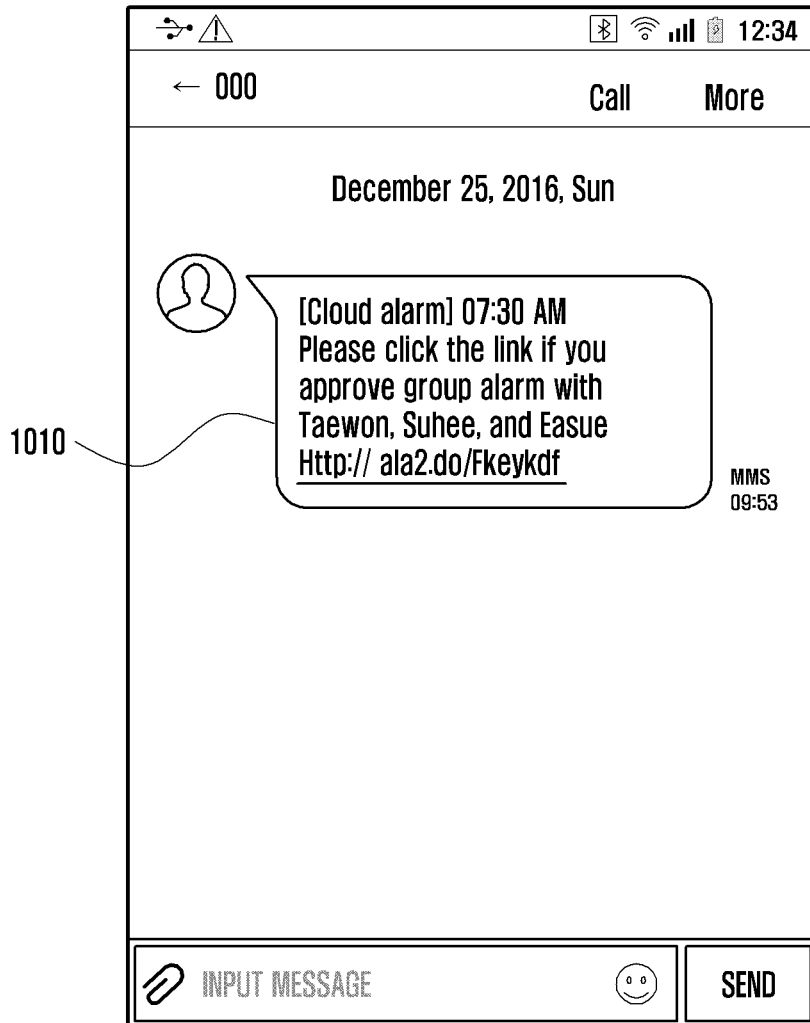 12:34
← 000
Call More
December 25, 2016, Sun
[Cloud alarm] 07:30 AM
Please click the link if you
approve group alarm with
Taewon, Suhee, and Easue
Http:// ala2.do/Fkeykdf
1010
MMS
09:53
INPUT MESSAGE
SEND